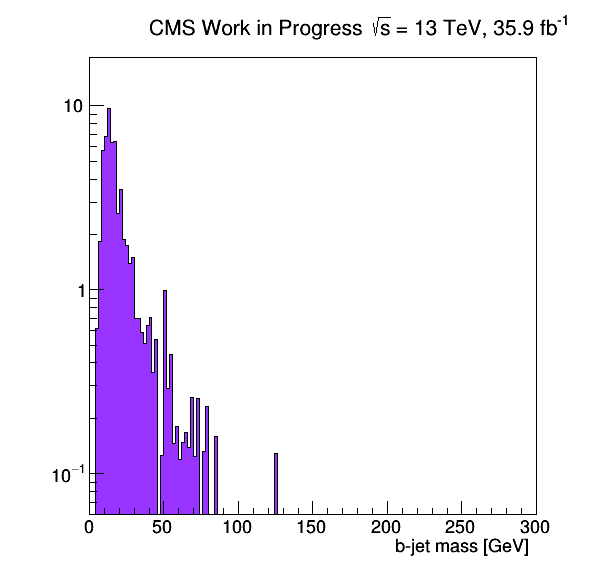 CMS Work in Progress √s = 13 TeV, 35.9 fb⁻¹
10
1
10⁻¹
0 50 100 150 200 250 300
b-jet mass [GeV]